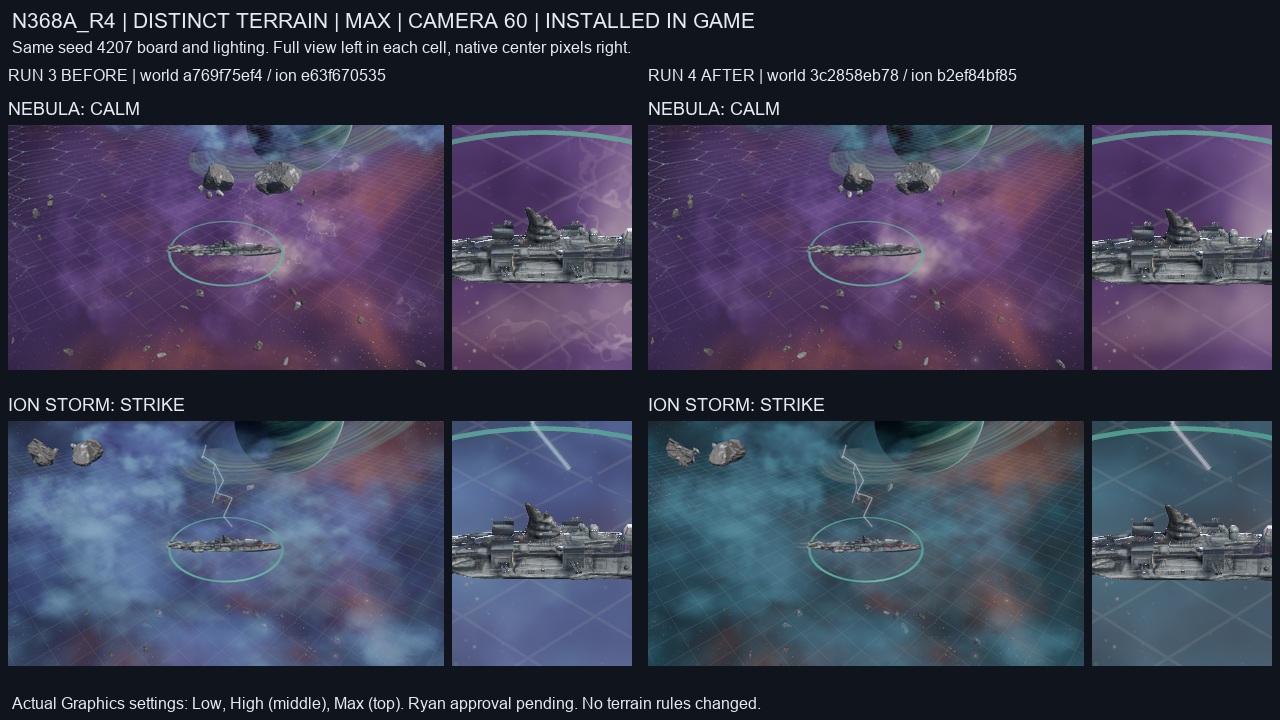 N368A_R4 | DISTINCT TERRAIN | MAX | CAMERA 60 | INSTALLED IN GAME
Same seed 4207 board and lighting. Full view left in each cell, native center pixels right.
RUN 3 BEFORE | world a769f75ef4 / ion e63f670535
RUN 4 AFTER | world 3c2858eb78 / ion b2ef84bf85
NEBULA: CALM
NEBULA: CALM
ION STORM: STRIKE
ION STORM: STRIKE
Actual Graphics settings: Low, High (middle), Max (top). Ryan approval pending. No terrain rules changed.